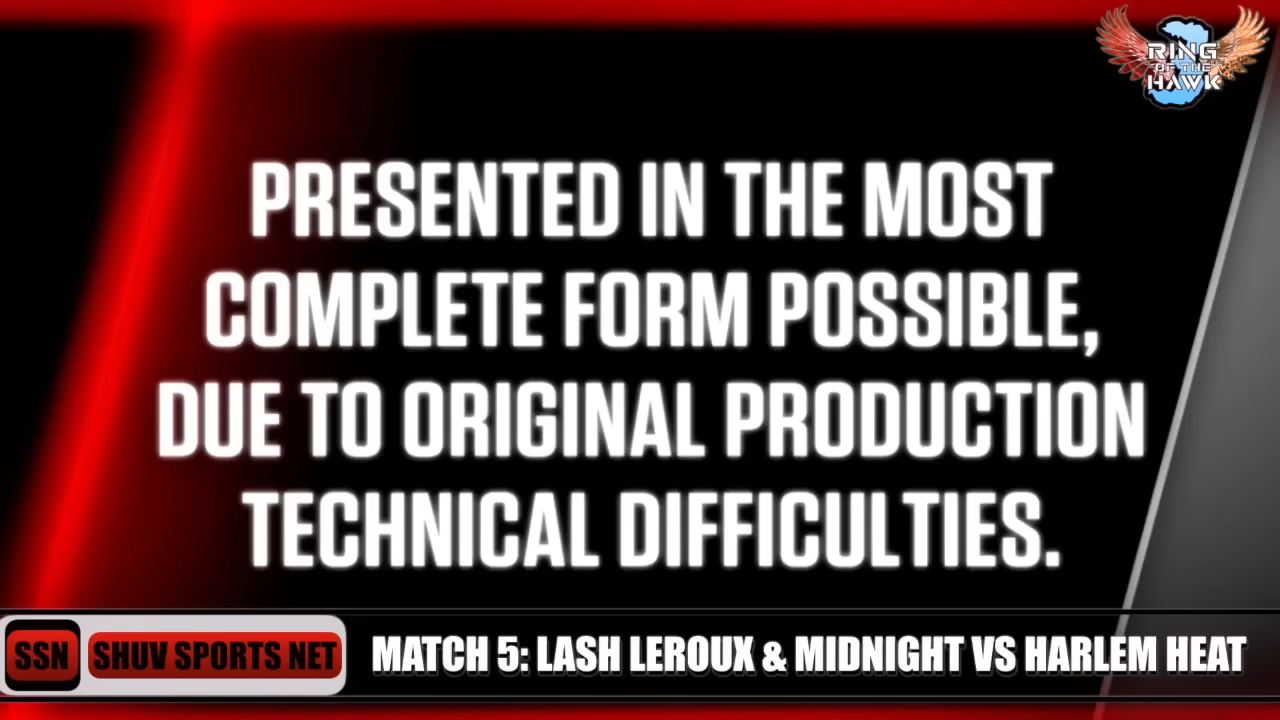 RING
OF THE
HAWK
PRESENTED IN THE MOST
COMPLETE FORM POSSIBLE,
DUE TO ORIGINAL PRODUCTION
TECHNICAL DIFFICULTIES.
SSN SHUV SPORTS NET MATCH 5: LASH LEROUX & MIDNIGHT VS HARLEM HEAT